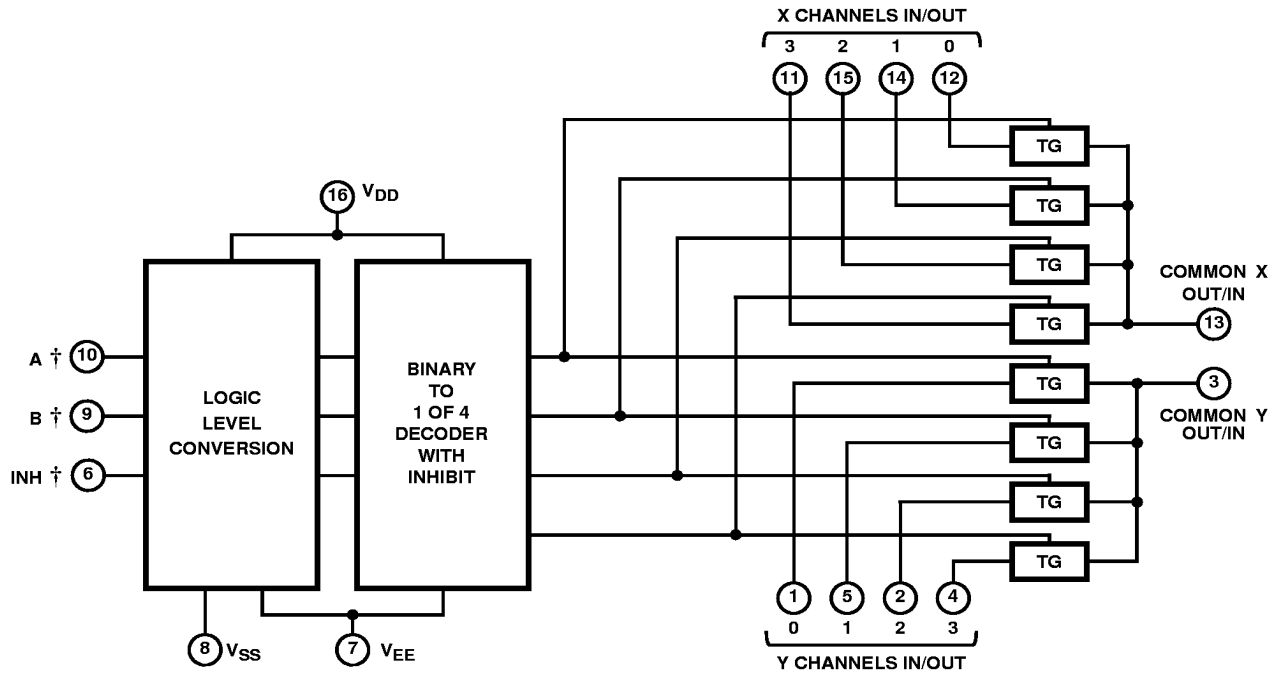 X CHANNELS IN/OUT
3 2 1 0
11 15 14 12
TG
TG
TG
TG
COMMON X
OUT/IN
13
16 VDD
LOGIC
LEVEL
CONVERSION
BINARY
TO
1 OF 4
DECODER
WITH
INHIBIT
A † 10
B † 9
INH † 6
8 VSS
7 VEE
TG
TG
TG
TG
3
COMMON Y
OUT/IN
1 5 2 4
0 1 2 3
Y CHANNELS IN/OUT